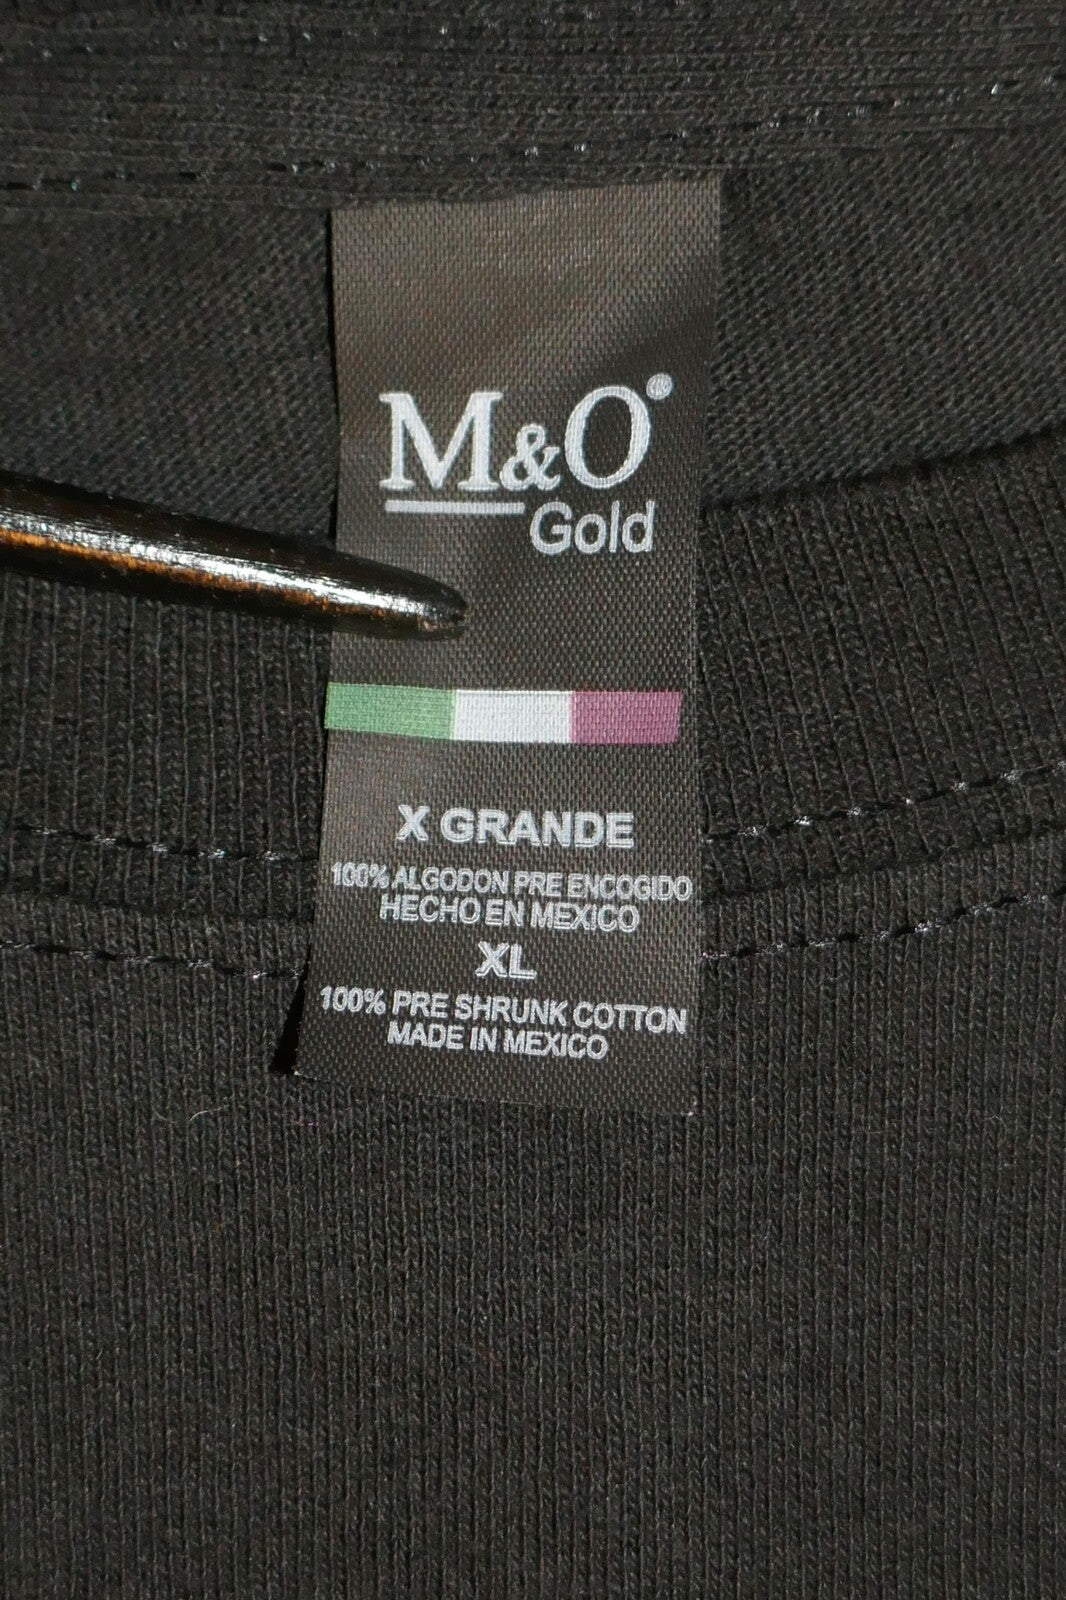 M&O®
Gold
X GRANDE
100% ALGODON PRE ENCOGIDO
HECHO EN MEXICO
XL
100% PRE SHRUNK COTTON
MADE IN MEXICO